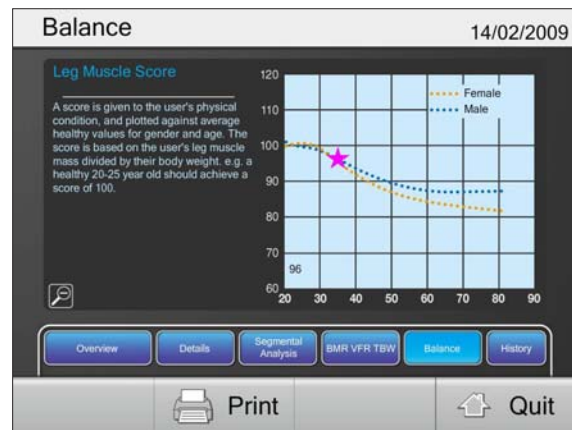 Balance
14/02/2009
Leg Muscle Score
A score is given to the user's physical
condition, and plotted against average
healthy values for gender and age. The
score is based on the user's leg muscle
mass divided by their body weight. e.g. a
healthy 20-25 year old should achieve a
score of 100.
120
110
100
90
80
70
60
Female
Male
96
20 30 40 50 60 70 80 90
Overview
Details
Segmental
Analysis
BMR VFR TBW
Balance
History
Print
Quit